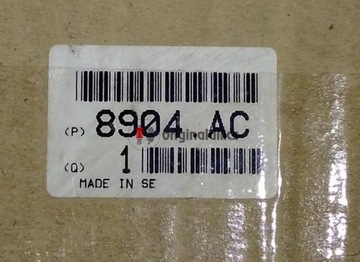 (P) 8904.AC
(Q) 1
MADE IN SE